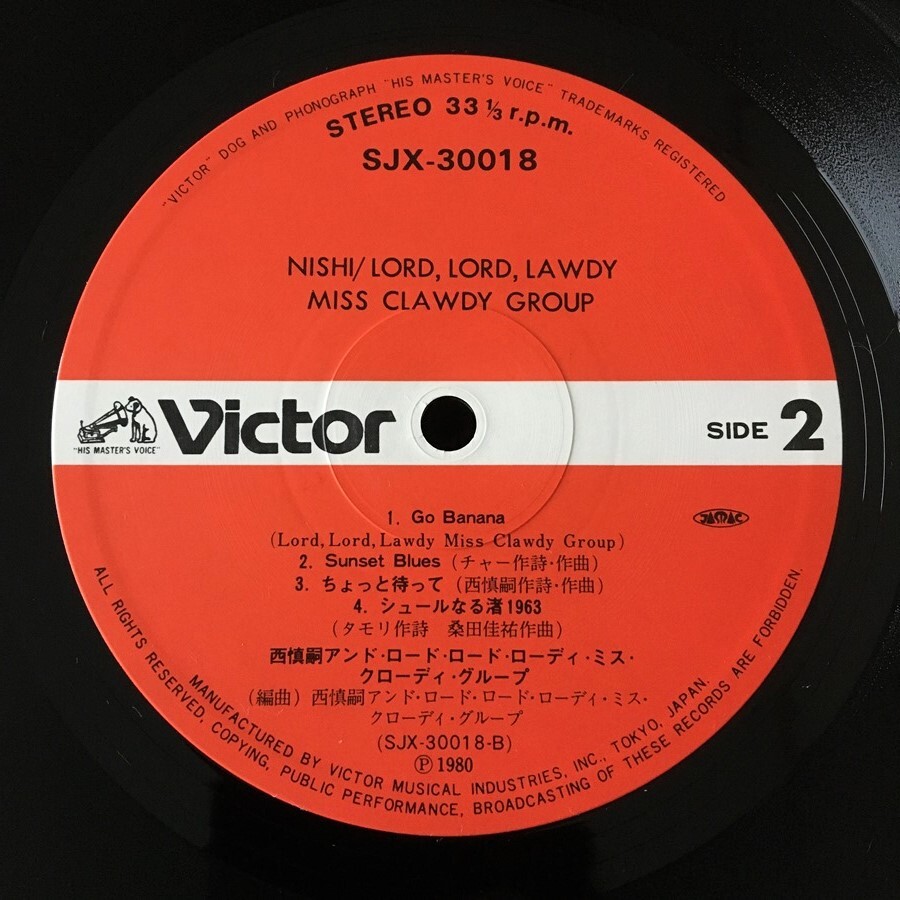 "VICTOR" DOG AND PHONOGRAPH "HIS MASTER'S VOICE" TRADEMARKS REGISTERED
STEREO 33 1/3 r.p.m.
SJX-30018
NISHI/LORD, LORD, LAWDY
MISS CLAWDY GROUP
"HIS MASTER'S VOICE"
Victor
SIDE 2
1. Go Banana
JASRAC
(Lord, Lord, Lawdy Miss Clawdy Group)
2. Sunset Blues (チャー作詩・作曲)
3. ちょっと待って (西慎嗣作詩・作曲)
4. シュールなる渚1963
(タモリ作詩 桑田佳祐作曲)
西慎嗣アンド・ロード・ロード・ローディ・ミス・
クローディ・グループ
(編曲) 西慎嗣アンド・ロード・ロード・ローディ・ミス・
クローディ・グループ
(SJX-30018-B)
Ⓟ1980
MANUFACTURED BY VICTOR MUSICAL INDUSTRIES, INC., TOKYO, JAPAN.
ALL RIGHTS RESERVED, COPYING, PUBLIC PERFORMANCE, BROADCASTING OF THESE RECORDS ARE FORBIDDEN.